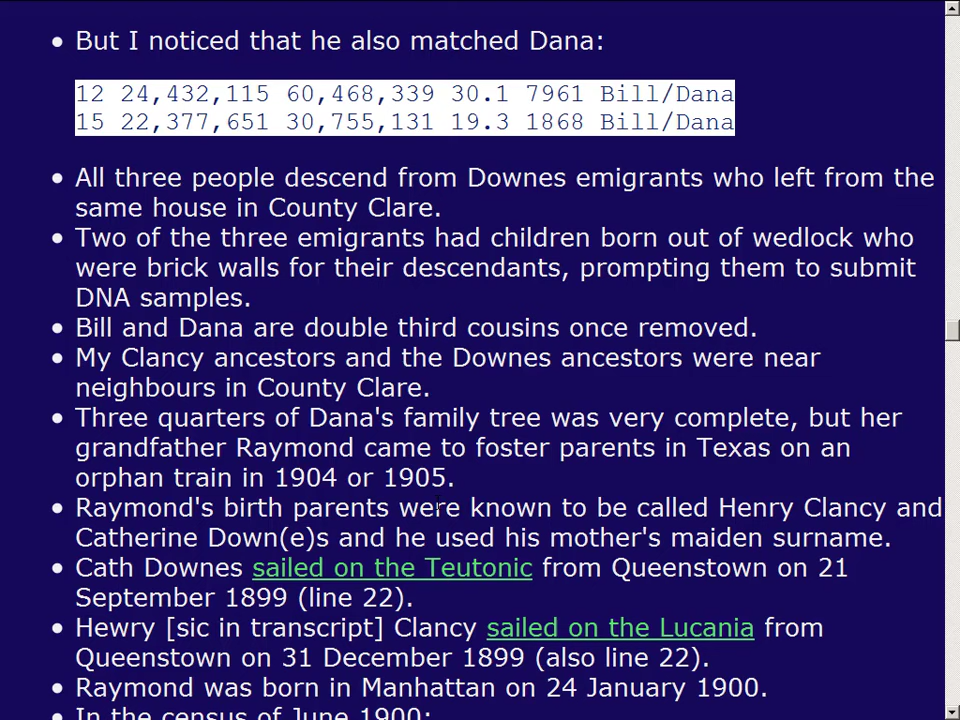 • But I noticed that he also matched Dana:
12 24,432,115 60,468,339 30.1 7961 Bill/Dana
15 22,377,651 30,755,131 19.3 1868 Bill/Dana
• All three people descend from Downes emigrants who left from the
same house in County Clare.
• Two of the three emigrants had children born out of wedlock who
were brick walls for their descendants, prompting them to submit
DNA samples.
• Bill and Dana are double third cousins once removed.
• My Clancy ancestors and the Downes ancestors were near
neighbours in County Clare.
• Three quarters of Dana's family tree was very complete, but her
grandfather Raymond came to foster parents in Texas on an
orphan train in 1904 or 1905.
• Raymond's birth parents were known to be called Henry Clancy and
Catherine Down(e)s and he used his mother's maiden surname.
• Cath Downes sailed on the Teutonic from Queenstown on 21
September 1899 (line 22).
• Hewry [sic in transcript] Clancy sailed on the Lucania from
Queenstown on 31 December 1899 (also line 22).
• Raymond was born in Manhattan on 24 January 1900.
• In the census of June 1900: